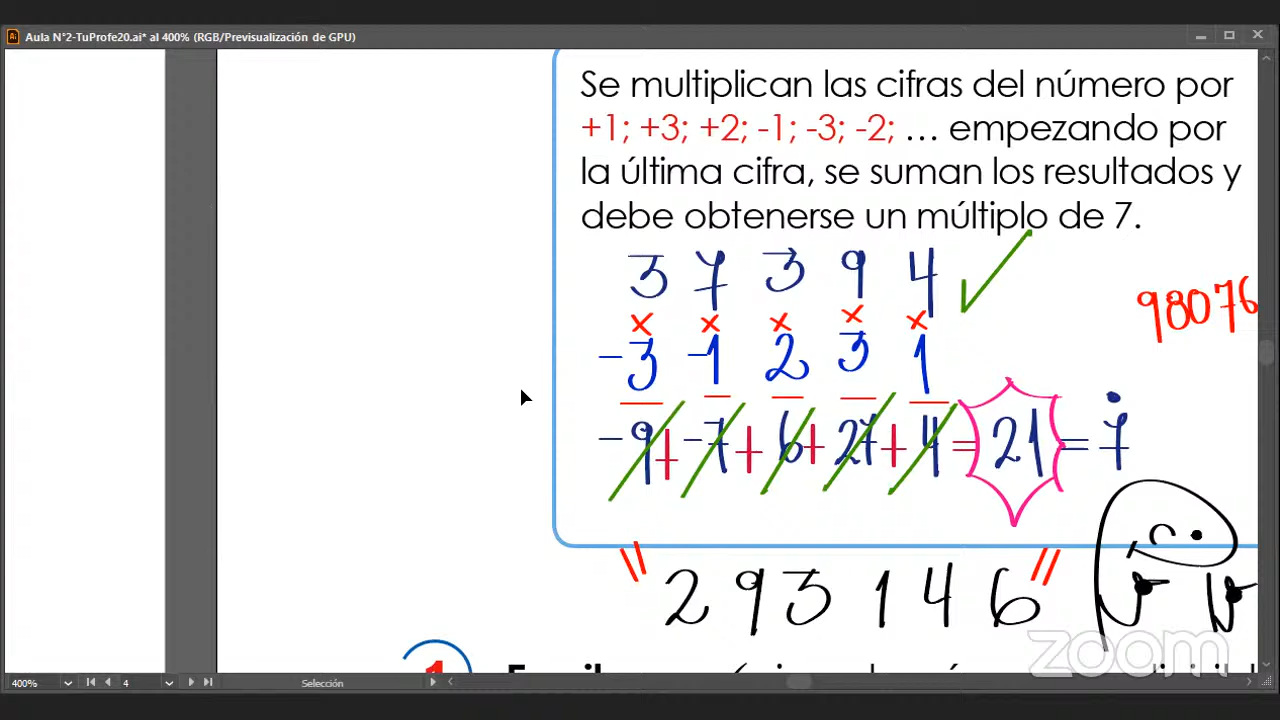 Aula N°2-TuProfe20.ai* al 400% (RGB/Previsualización de GPU)
Se multiplican las cifras del número por
+1; +3; +2; -1; -3; -2; … empezando por
la última cifra, se suman los resultados y
debe obtenerse un múltiplo de 7.
3 7 3 9 4
98076
× × × × ×
-3 -1 2 3 1
-9 + -7 + 6 + 27 + 4 = 21 = 7
" 293146 "
zoom
400%
4
Selección